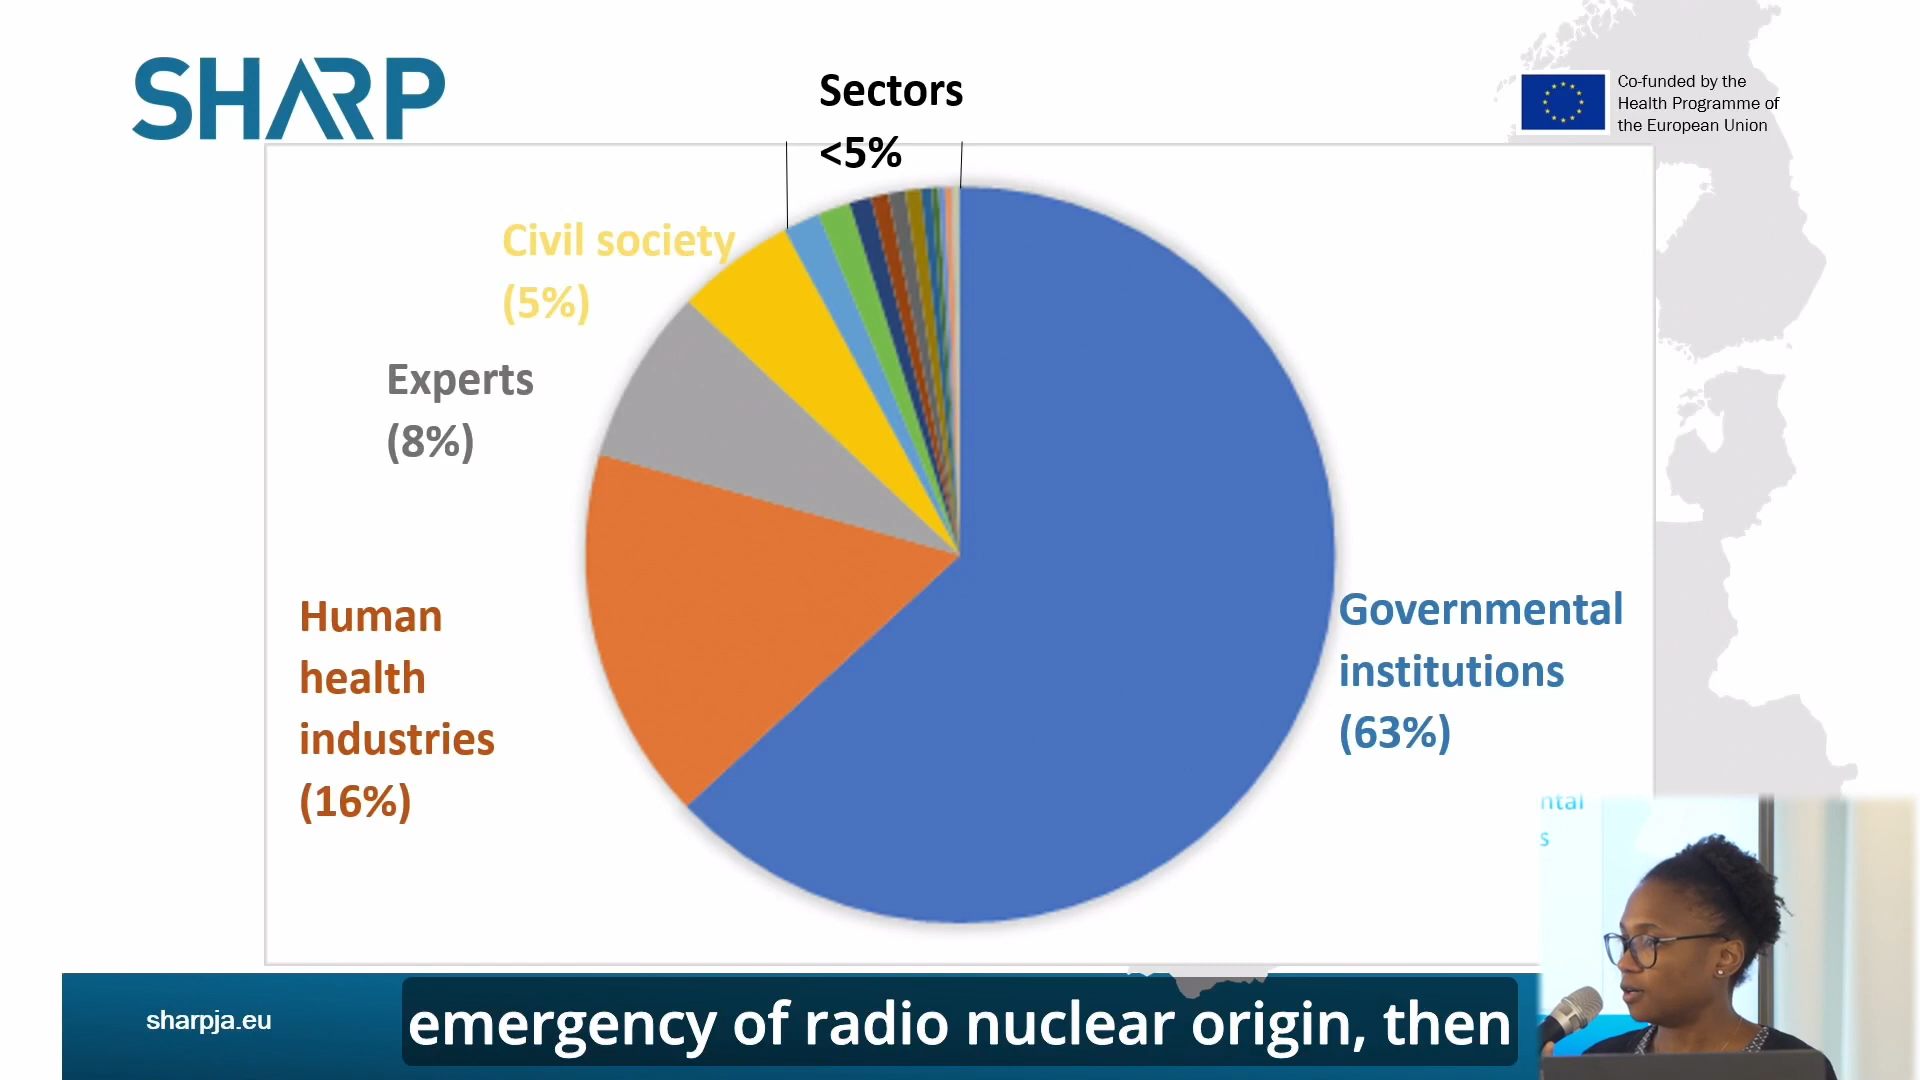 SHARP
Sectors
<5%
Co-funded by the
Health Programme of
the European Union
Civil society
(5%)
Experts
(8%)
Human
health
industries
(16%)
Governmental
institutions
(63%)
ntal
s
sharpja.eu
emergency of radio nuclear origin, then